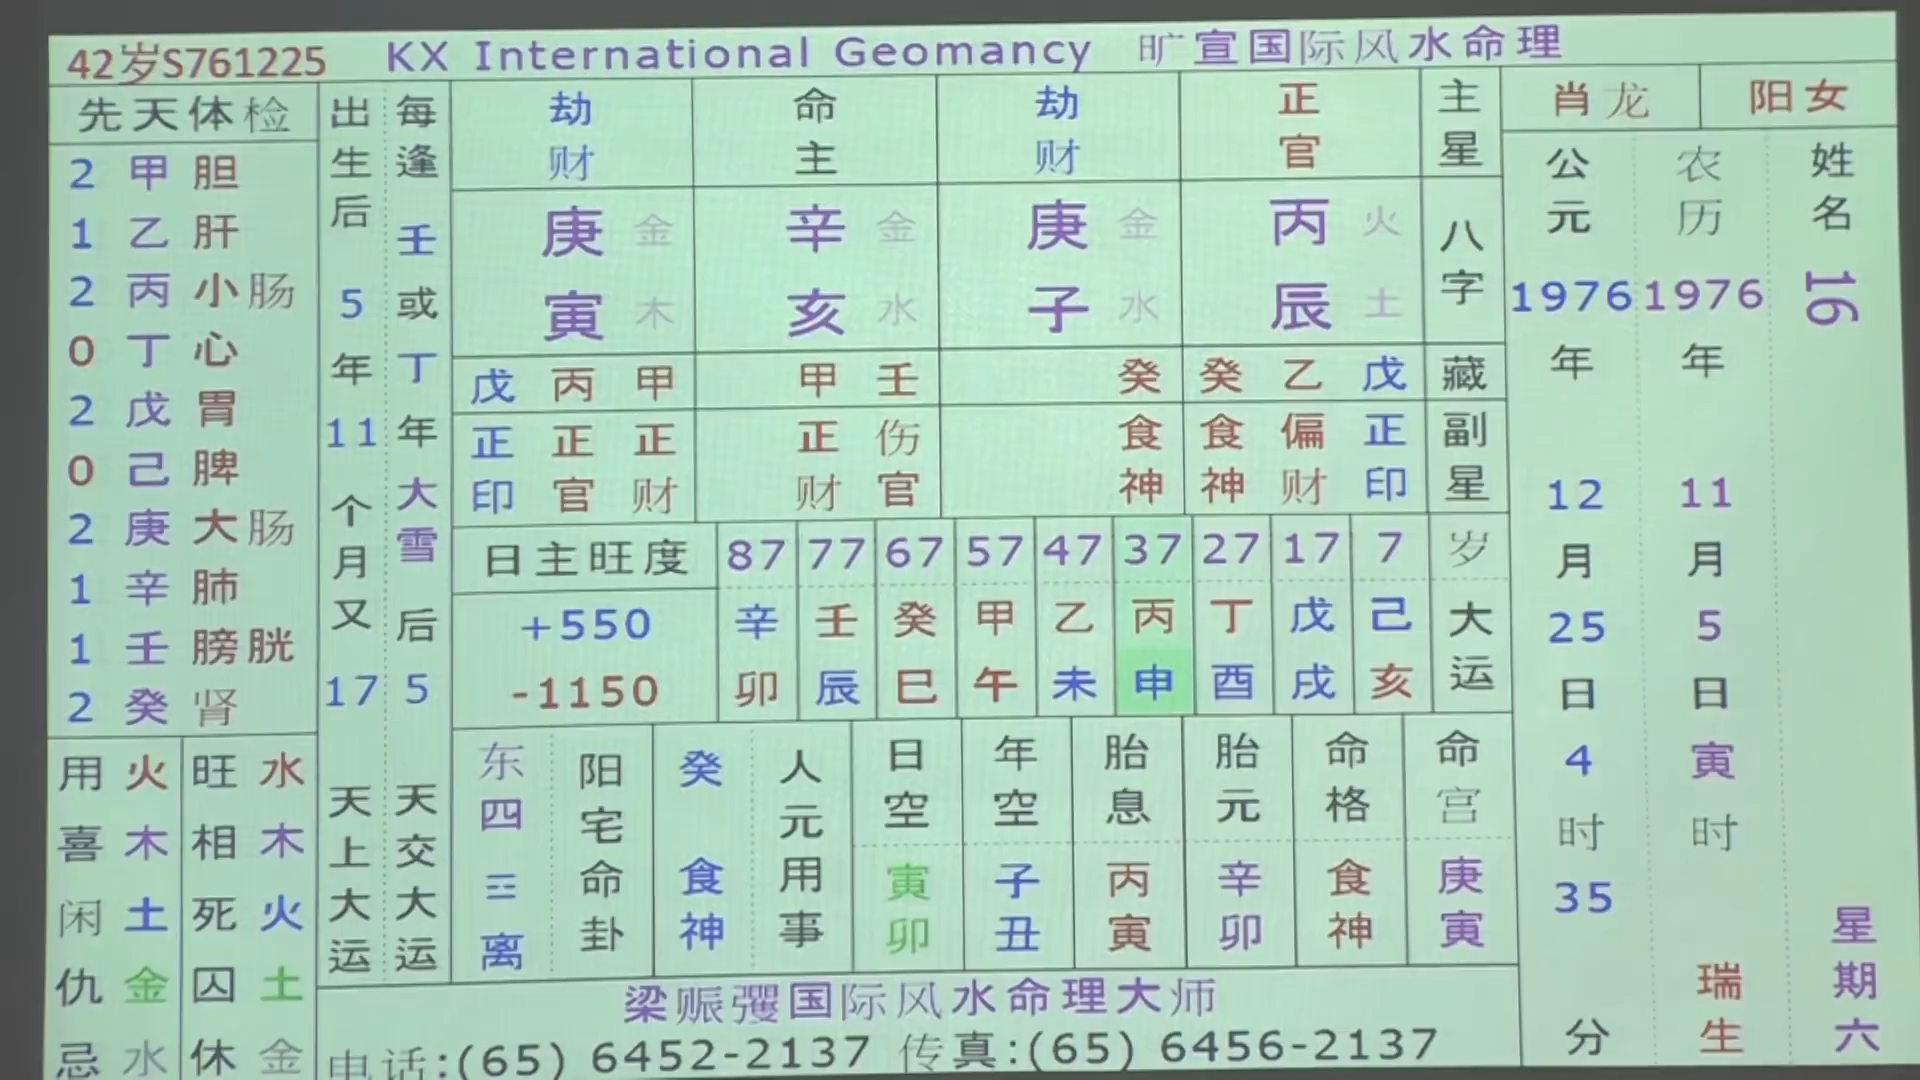 42岁S761225 KX International Geomancy 旷宣国际风水命理
先天体检
2 甲 胆
1 乙 肝
2 丙 小肠
0 丁 心
2 戊 胃
0 己 脾
2 庚 大肠
1 辛 肺
1 壬 膀胱
2 癸 肾
用 火 旺 水
喜 木 相 木
闲 土 死 火
仇 金 囚 土
忌 水 休 金
出生后 5 年 11 个月又 17 天上大运
每逢 壬 或 丁 年 大雪 后 5 天交大运
劫财 命主 劫财 正官 主星
庚 金 辛 金 庚 金 丙 火 八字
寅 木 亥 水 子 水 辰 土
戊 丙 甲 甲 壬 癸 癸 乙 戊 藏
正印 正官 正财 正财 伤官 食神 食神 偏财 正印 副星
日主旺度 87 77 67 57 47 37 27 17 7 岁
+550 辛 壬 癸 甲 乙 丙 丁 戊 己 大运
-1150 卯 辰 巳 午 未 申 酉 戌 亥
东四 ☲ 离 阳宅命卦 癸 食神 人元用事
日空 年空 胎息 胎元 命格 命宫
寅卯 子丑 丙寅 辛卯 食神 庚寅
梁赈彏国际风水命理大师
电话:(65) 6452-2137 传真:(65) 6456-2137
肖龙 阳女
公元 1976 年 12 月 25 日 4 时 35 分
农历 1976 年 11 月 5 日 寅 时 瑞生
姓名 16 星期六